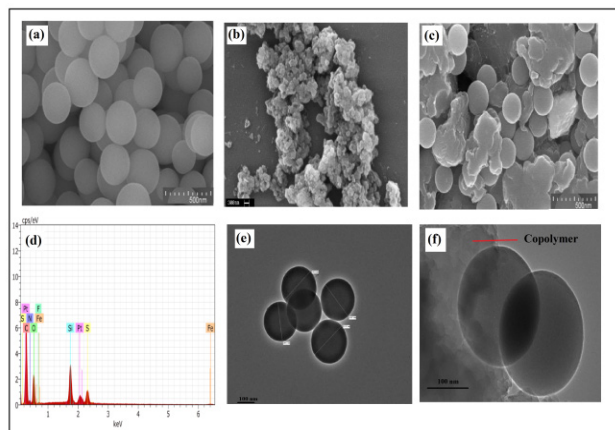 (a)
500nm
(b)
(c)
500nm
(d)
cps/eV
14
12
10
8
6
4
2
0
Pt F
S N Fe
C O
Si Pt S
Fe
1 2 3 4 5 6
keV
(e)
100 nm
(f)
Copolymer
100 nm